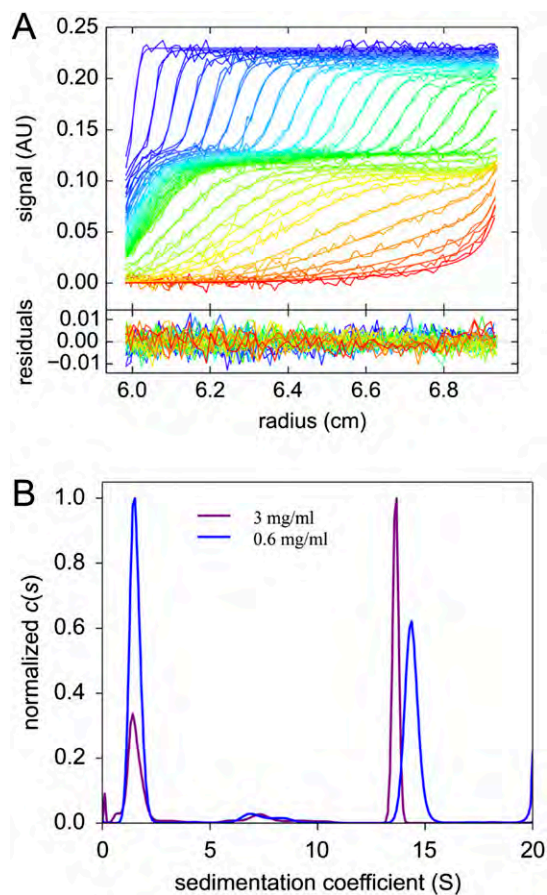 A
0.25
0.20
0.15
0.10
0.05
0.00
signal (AU)
0.01
0.00
−0.01
residuals
6.0 6.2 6.4 6.6 6.8
radius (cm)
B
1.0
0.8
0.6
0.4
0.2
0.0
normalized c(s)
3 mg/ml
0.6 mg/ml
0 5 10 15 20
sedimentation coefficient (S)